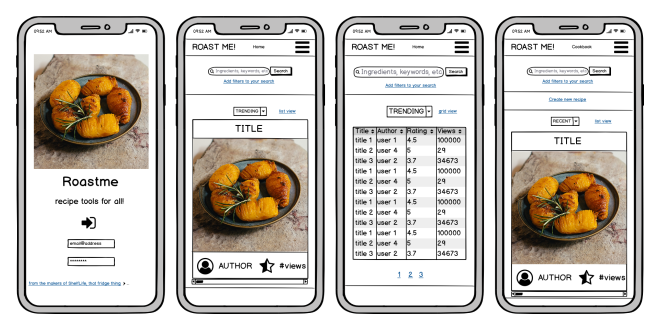 09:52 AM
Roastme
recipe tools for all!
email@address
********
from the makers of ShelfLife, that fridge thing
09:52 AM
ROAST ME! Home
Ingredients, keywords, etc Search
Add filters to your search
TRENDING list view
TITLE
AUTHOR #views
09:52 AM
ROAST ME! Home
Ingredients, keywords, etc Search
Add filters to your search
TRENDING grid view
Title Author Rating Views
title 1 user 1 4.5 100000
title 2 user 4 5 29
title 3 user 2 3.7 34673
title 1 user 1 4.5 100000
title 2 user 4 5 29
title 3 user 2 3.7 34673
title 1 user 1 4.5 100000
title 2 user 4 5 29
title 3 user 2 3.7 34673
title 1 user 1 4.5 100000
title 2 user 4 5 29
title 3 user 2 3.7 34673
1 2 3
09:52 AM
ROAST ME! Cookbook
Ingredients, keywords, etc Search
Add filters to your search
Create new recipe
RECENT list view
TITLE
AUTHOR #views